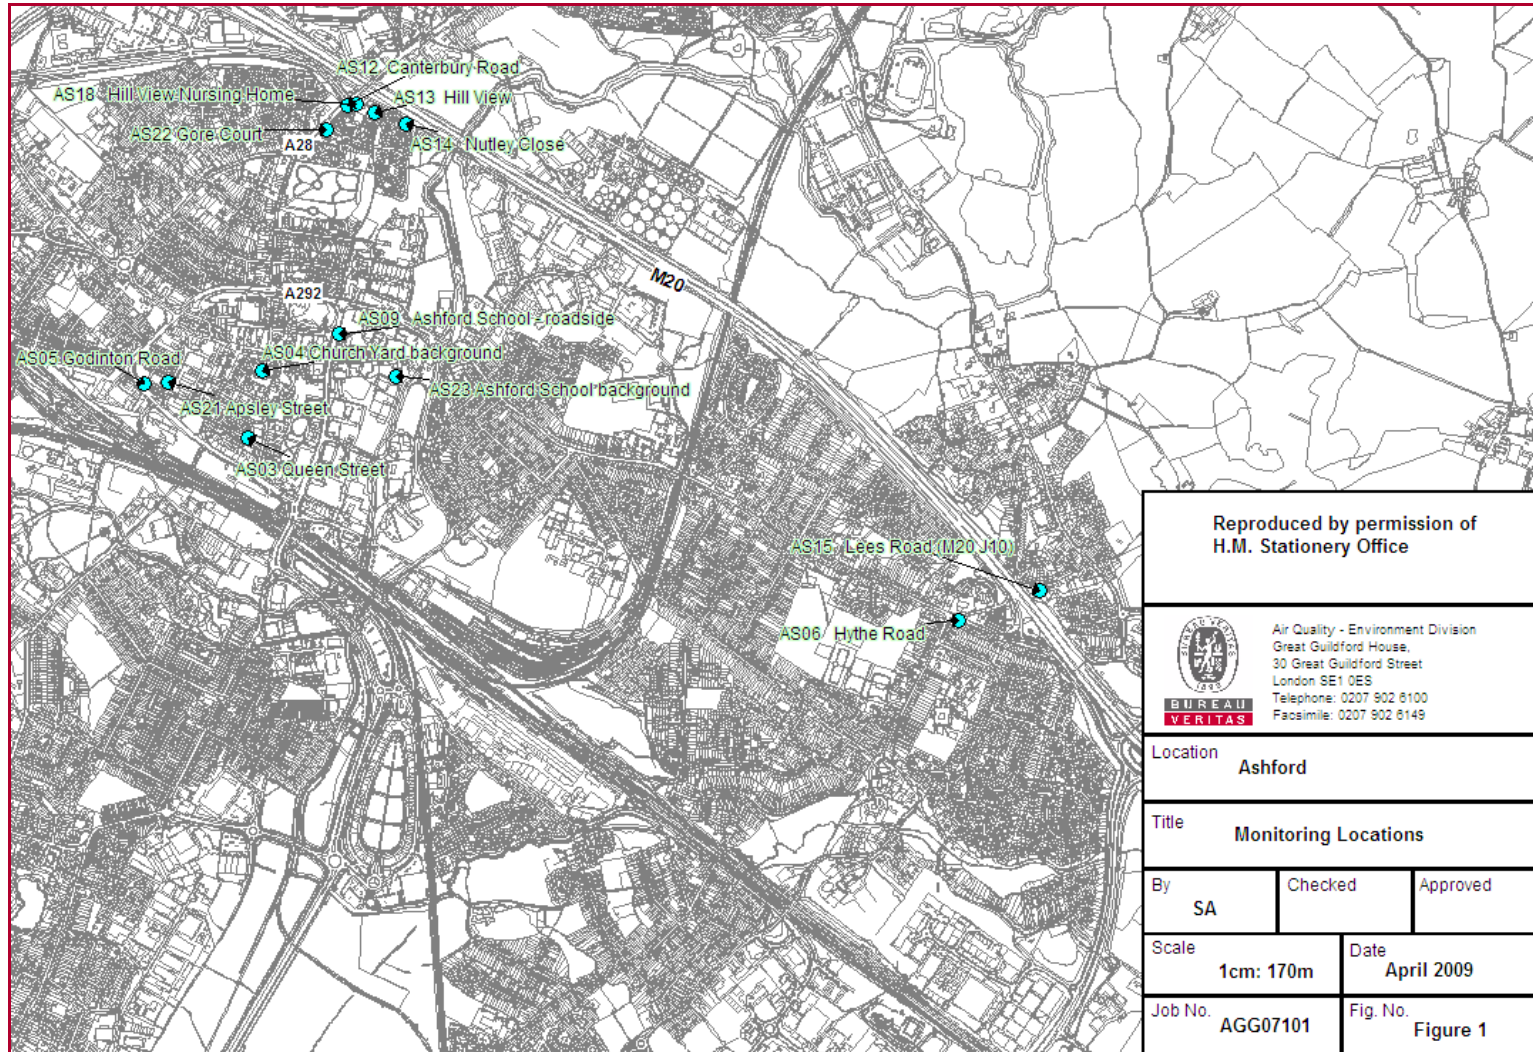 AS12 Canterbury Road
AS18 Hill View Nursing Home
AS13 Hill View
AS22 Gore Court
A28
AS14 Nutley Close
M20
A292
AS09 Ashford School - roadside
AS05 Godinton Road
AS04 Church Yard background
AS23 Ashford School background
AS21 Apsley Street
AS03 Queen Street
AS15 Lees Road (M20 J10)
AS06 Hythe Road
Reproduced by permission of
H.M. Stationery Office
BUREAU VERITAS
1828
BUREAU
VERITAS
Air Quality - Environment Division
Great Guildford House,
30 Great Guildford Street
London SE1 0ES
Telephone: 0207 902 6100
Facsimile: 0207 902 6149
Location
Ashford
Title
Monitoring Locations
By
SA
Checked
Approved
Scale
1cm: 170m
Date
April 2009
Job No.
AGG07101
Fig. No.
Figure 1